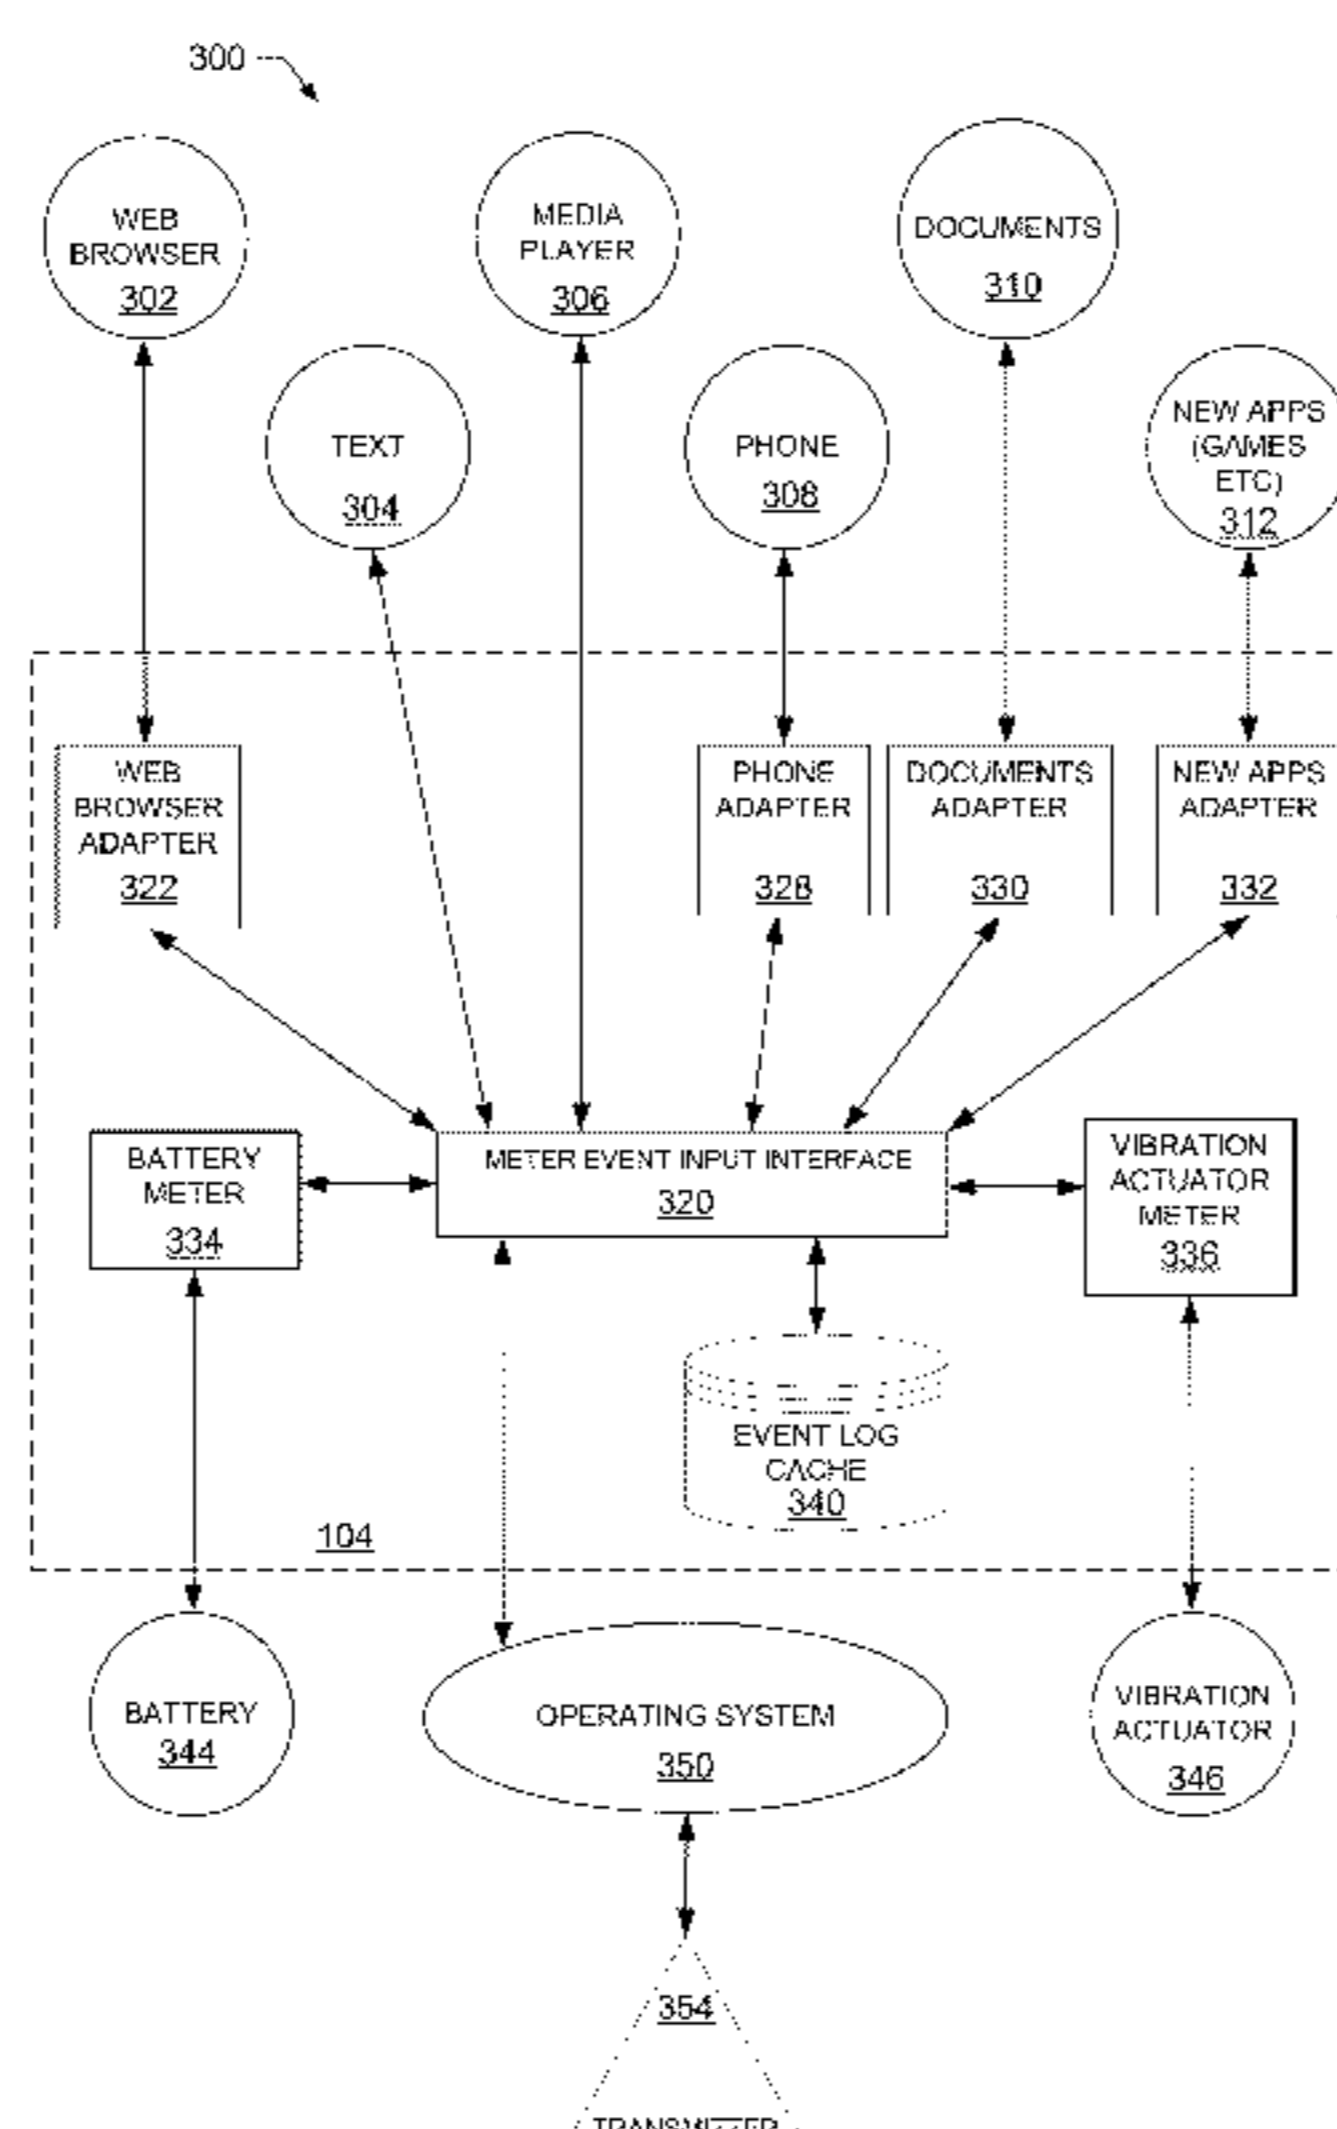 300
WEB
BROWSER
302
MEDIA
PLAYER
306
DOCUMENTS
310
TEXT
304
PHONE
308
NEW APPS
(GAMES
ETC)
312
WEB
BROWSER
ADAPTER
322
PHONE
ADAPTER
328
DOCUMENTS
ADAPTER
330
NEW APPS
ADAPTER
332
BATTERY
METER
334
METER EVENT INPUT INTERFACE
320
VIBRATION
ACTUATOR
METER
336
EVENT LOG
CACHE
340
104
BATTERY
344
OPERATING SYSTEM
350
VIBRATION
ACTUATOR
346
354
TRANSMITTER